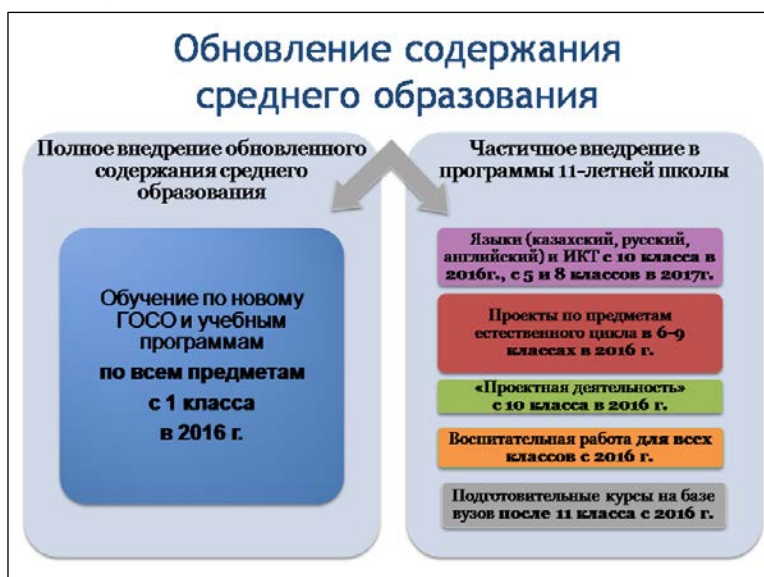 Обновление содержания
среднего образования
Полное внедрение обновленного
содержания среднего
образования
Обучение по новому
ГОСО и учебным
программам
по всем предметам
с 1 класса
в 2016 г.
Частичное внедрение в
программы 11-летней школы
Языки (казахский, русский,
английский) и ИКТ с 10 класса в
2016г., с 5 и 8 классов в 2017г.
Проекты по предметам
естественного цикла в 6-9
классах в 2016 г.
«Проектная деятельность»
с 10 класса в 2016 г.
Воспитательная работа для всех
классов с 2016 г.
Подготовительные курсы на базе
вузов после 11 класса с 2016 г.